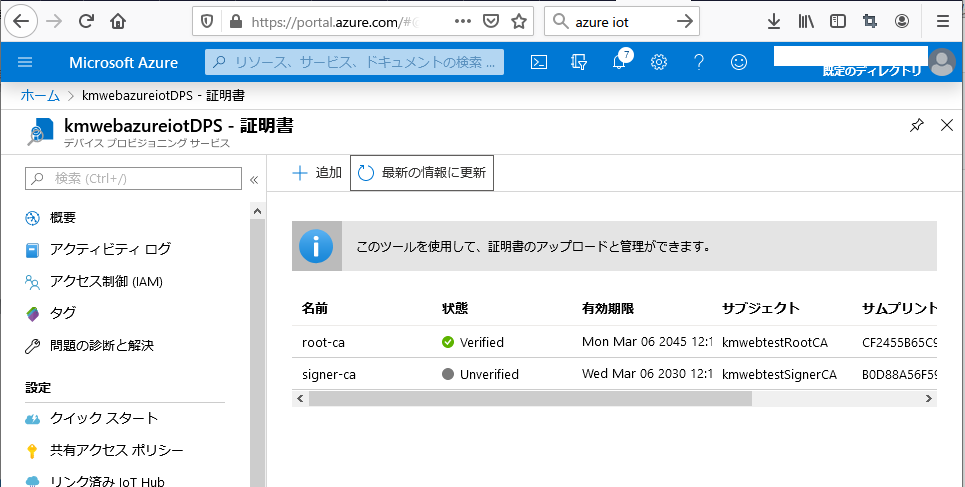 https://portal.azure.com/#
azure iot
Microsoft Azure
リソース、サービス、ドキュメントの検索 ...
7
既定のディレクトリ
ホーム > kmwebazureiotDPS - 証明書
kmwebazureiotDPS - 証明書
デバイス プロビジョニング サービス
検索 (Ctrl+/)
追加
最新の情報に更新
概要
アクティビティ ログ
アクセス制御 (IAM)
タグ
問題の診断と解決
設定
クイック スタート
共有アクセス ポリシー
リンク済み IoT Hub
このツールを使用して、証明書のアップロードと管理ができます。
名前 状態 有効期限 サブジェクト サムプリント
root-ca Verified Mon Mar 06 2045 12:1 kmwebtestRootCA CF2455B65C9
signer-ca Unverified Wed Mar 06 2030 12:1 kmwebtestSignerCA B0D88A56F59